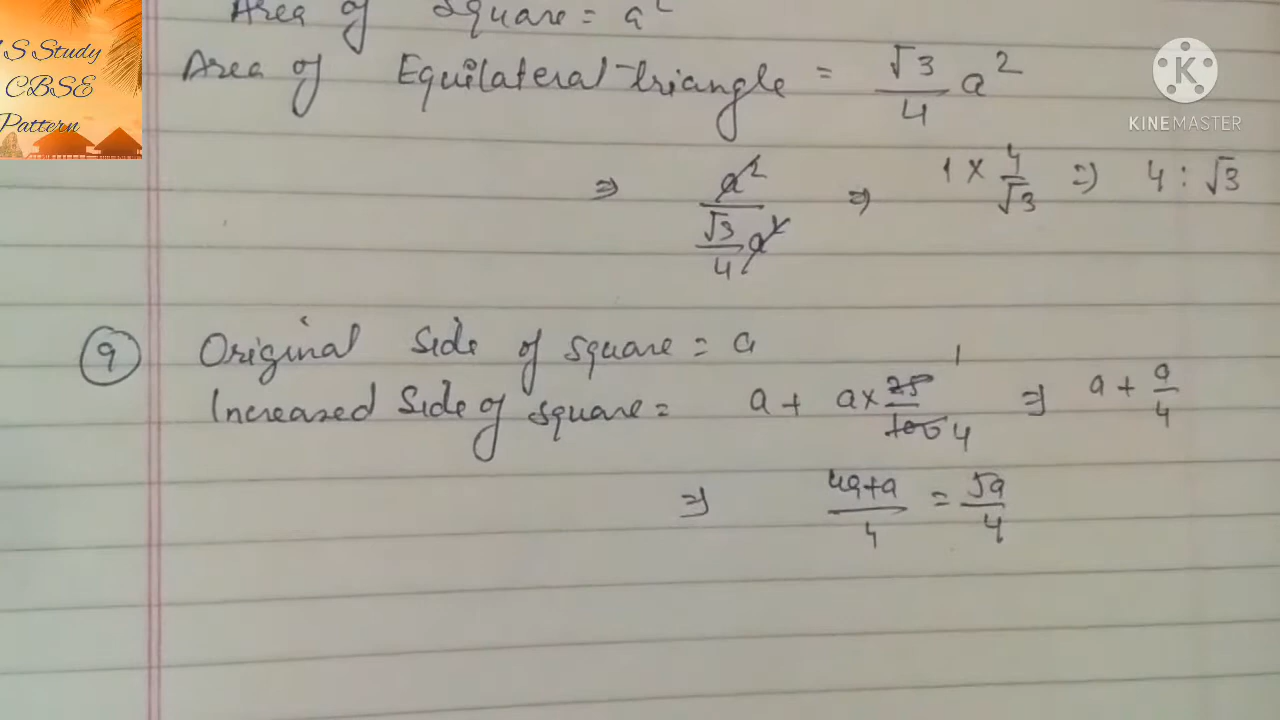 Area of Square = a²
S Study
CBSE
Pattern
Area of Equilateral triangle = √3/4 a²
KINEMASTER
⇒ a²/(√3/4 a²) ⇒ 1 × 4/√3 ⇒ 4 : √3
9 Original Side of Square = a
Increased Side of Square = a + a × 25/100 1/4 ⇒ a + a/4
⇒ (4a+a)/4 = 5a/4